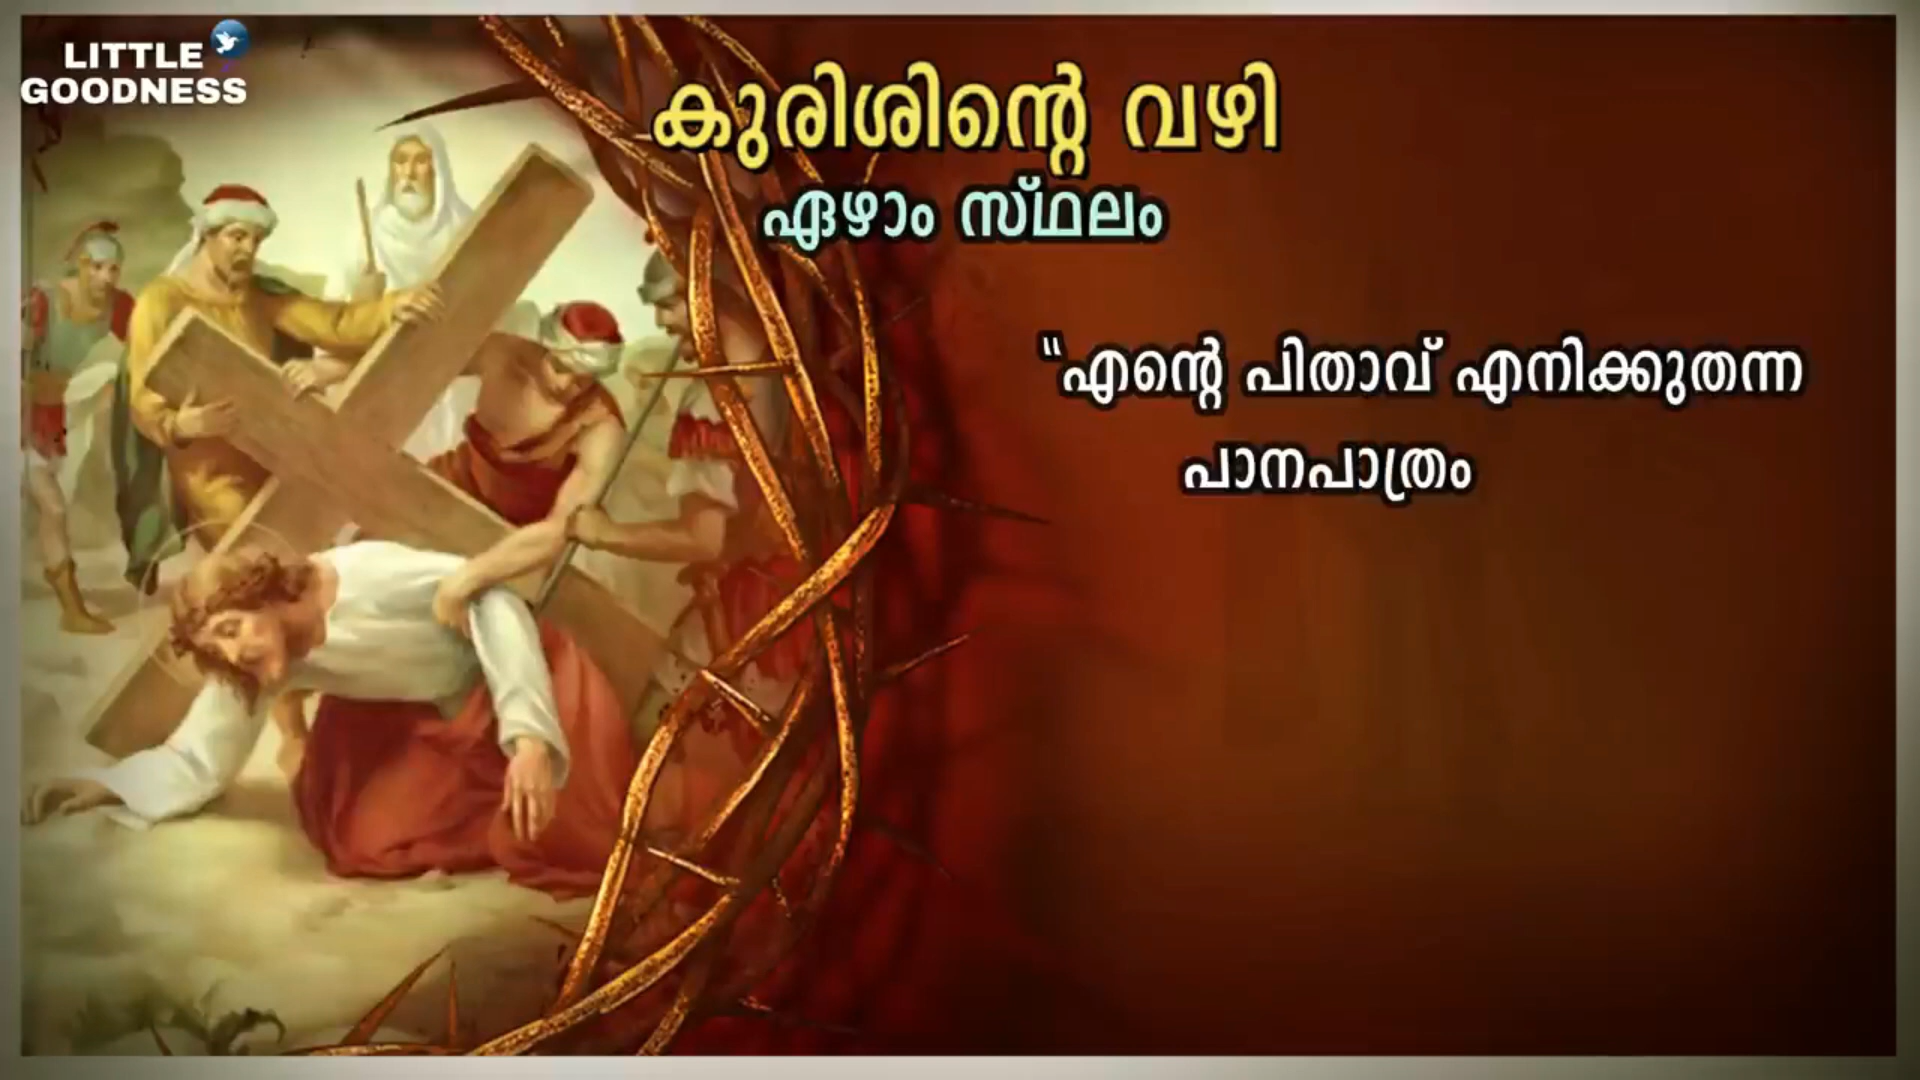 LITTLE
GOODNESS
കുരിശിന്റെ വഴി
ഏഴാം സ്ഥലം
“എന്റെ പിതാവ് എനിക്കുതന്ന
പാനപാത്രം